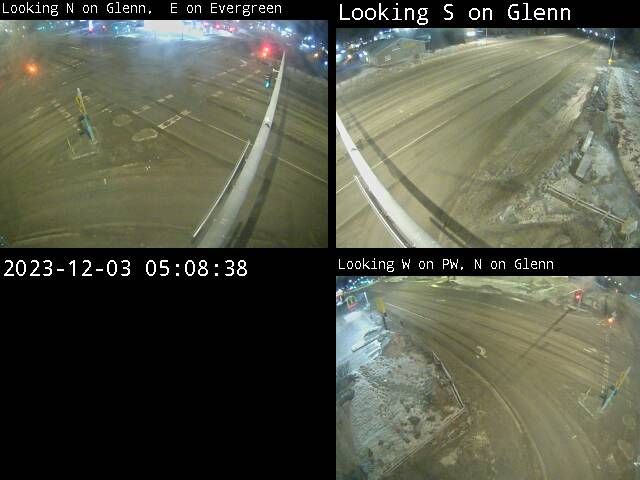 Looking N on Glenn, E on Evergreen
Looking S on Glenn
2023-12-03 05:08:38
Looking W on PW, N on Glenn